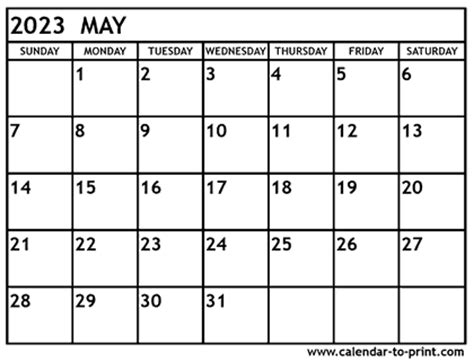 2023 MAY
SUNDAY MONDAY TUESDAY WEDNESDAY THURSDAY FRIDAY SATURDAY
1 2 3 4 5 6
7 8 9 10 11 12 13
14 15 16 17 18 19 20
21 22 23 24 25 26 27
28 29 30 31
www.calendar-to-print.com